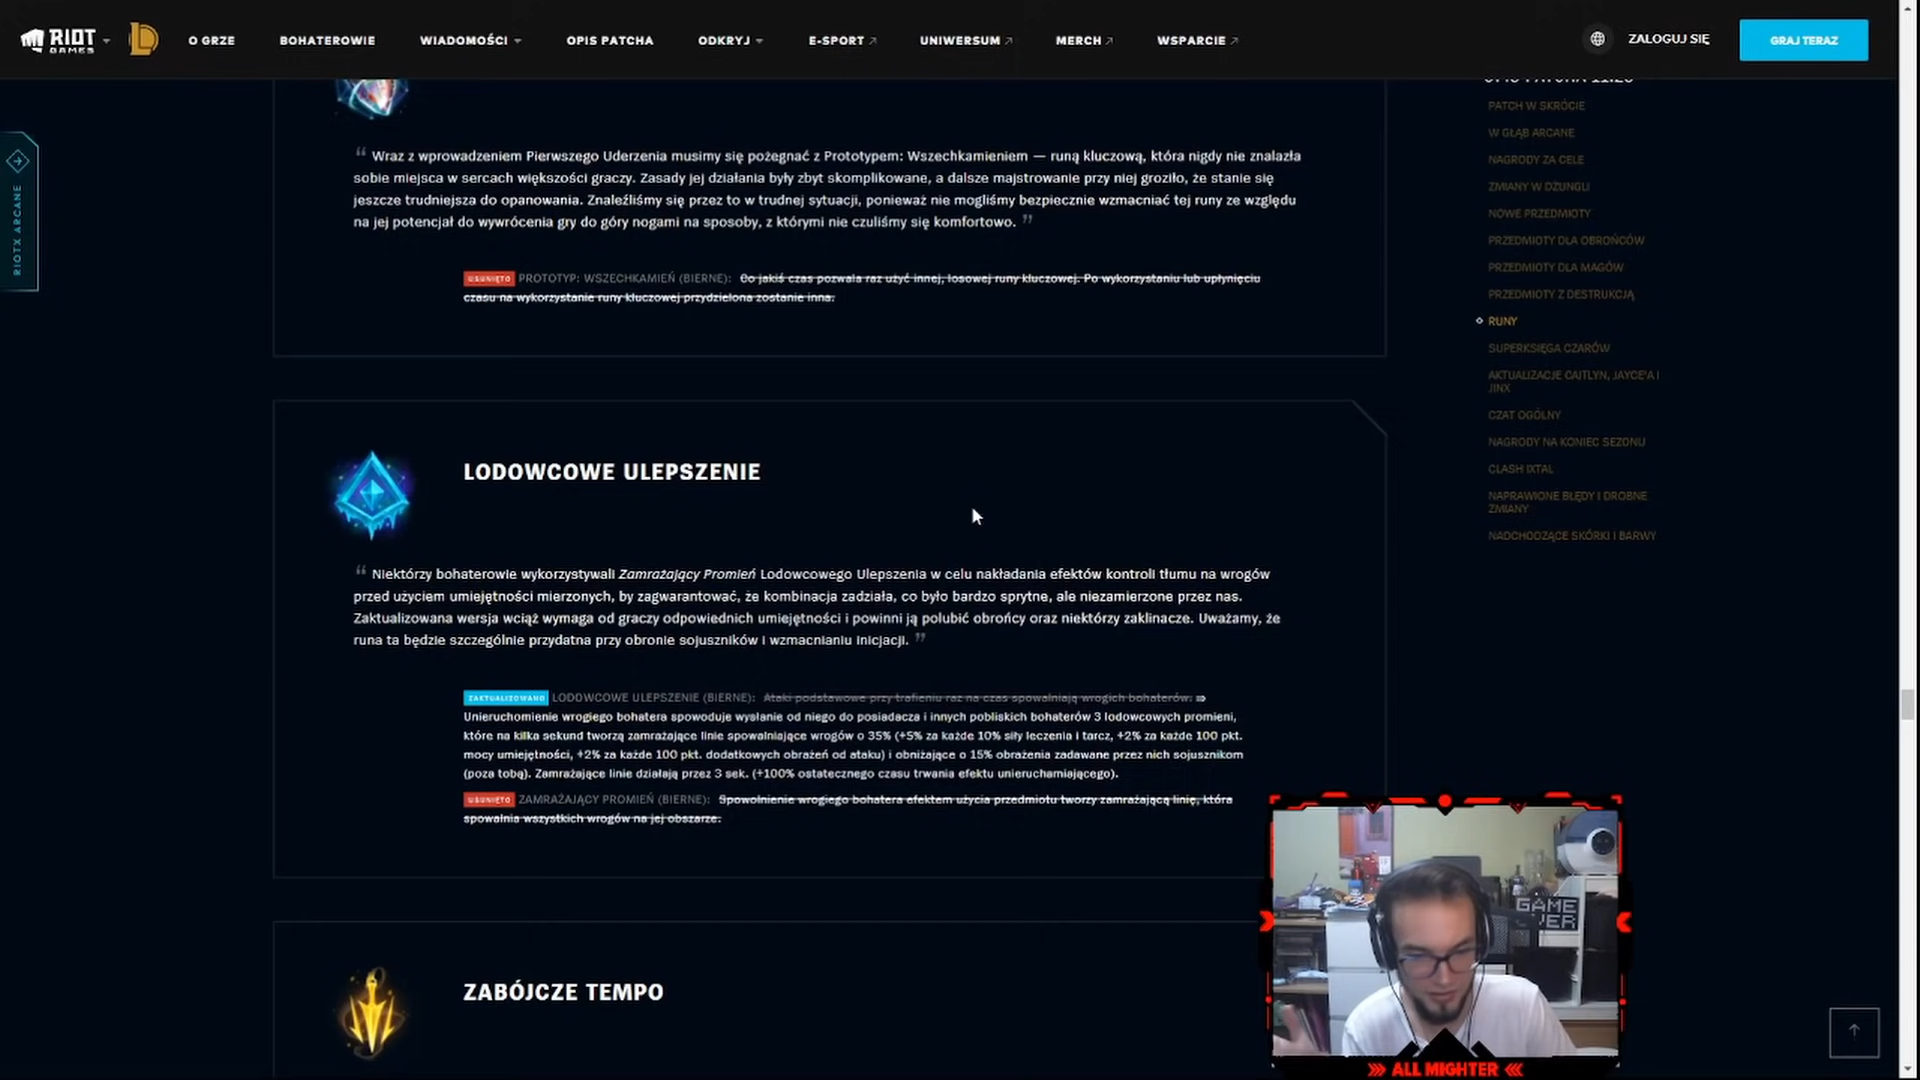 RIOT GAMES
O GRZE
BOHATEROWIE
WIADOMOŚCI
OPIS PATCHA
ODKRYJ
E-SPORT
UNIWERSUM
MERCH
WSPARCIE
ZALOGUJ SIĘ
GRAJ TERAZ
RIOTX ARCANE
“ Wraz z wprowadzeniem Pierwszego Uderzenia musimy się pożegnać z Prototypem: Wszechkamieniem — runą kluczową, która nigdy nie znalazła
sobie miejsca w sercach większości graczy. Zasady jej działania były zbyt skomplikowane, a dalsze majstrowanie przy niej groziło, że stanie się
jeszcze trudniejsza do opanowania. Znaleźliśmy się przez to w trudnej sytuacji, ponieważ nie mogliśmy bezpiecznie wzmacniać tej runy ze względu
na jej potencjał do wywrócenia gry do góry nogami na sposoby, z którymi nie czuliśmy się komfortowo. ”
USUNIĘTO PROTOTYP: WSZECHKAMIEŃ (BIERNE): Co jakiś czas pozwala raz użyć innej, losowej runy kluczowej. Po wykorzystaniu lub upłynięciu
czasu na wykorzystanie runy kluczowej przydzielona zostanie inna.
LODOWCOWE ULEPSZENIE
“ Niektórzy bohaterowie wykorzystywali Zamrażający Promień Lodowcowego Ulepszenia w celu nakładania efektów kontroli tłumu na wrogów
przed użyciem umiejętności mierzonych, by zagwarantować, że kombinacja zadziała, co było bardzo sprytne, ale niezamierzone przez nas.
Zaktualizowana wersja wciąż wymaga od graczy odpowiednich umiejętności i powinni ją polubić obrońcy oraz niektórzy zaklinacze. Uważamy, że
runa ta będzie szczególnie przydatna przy obronie sojuszników i wzmacnianiu inicjacji. ”
ZAKTUALIZOWANO LODOWCOWE ULEPSZENIE (BIERNE): Ataki podstawowe przy trafieniu raz na czas spowalniają wrogich bohaterów. ⇒
Unieruchomienie wrogiego bohatera spowoduje wysłanie od niego do posiadacza i innych pobliskich bohaterów 3 lodowcowych promieni,
które na kilka sekund tworzą zamrażające linie spowalniające wrogów o 35% (+5% za każde 10% siły leczenia i tarcz, +2% za każde 100 pkt.
mocy umiejętności, +2% za każde 100 pkt. dodatkowych obrażeń od ataku) i obniżające o 15% obrażenia zadawane przez nich sojusznikom
(poza tobą). Zamrażające linie działają przez 3 sek. (+100% ostatecznego czasu trwania efektu unieruchamiającego).
USUNIĘTO ZAMRAŻAJĄCY PROMIEŃ (BIERNE): Spowolnienie wrogiego bohatera efektem użycia przedmiotu tworzy zamrażającą linię, która
spowalnia wszystkich wrogów na jej obszarze.
ZABÓJCZE TEMPO
PATCH W SKRÓCIE
W GŁĄB ARCANE
NAGRODY ZA CELE
ZMIANY W DŻUNGLI
NOWE PRZEDMIOTY
PRZEDMIOTY DLA OBROŃCÓW
PRZEDMIOTY DLA MAGÓW
PRZEDMIOTY Z DESTRUKCJĄ
RUNY
SUPERKSIĘGA CZARÓW
AKTUALIZACJE CAITLYN, JAYCE'A I
JINX
CZAT OGÓLNY
NAGRODY NA KONIEC SEZONU
CLASH IXTAL
NAPRAWIONE BŁĘDY I DROBNE
ZMIANY
NADCHODZĄCE SKÓRKI I BARWY
GAME
VER
ALL MIGHTER